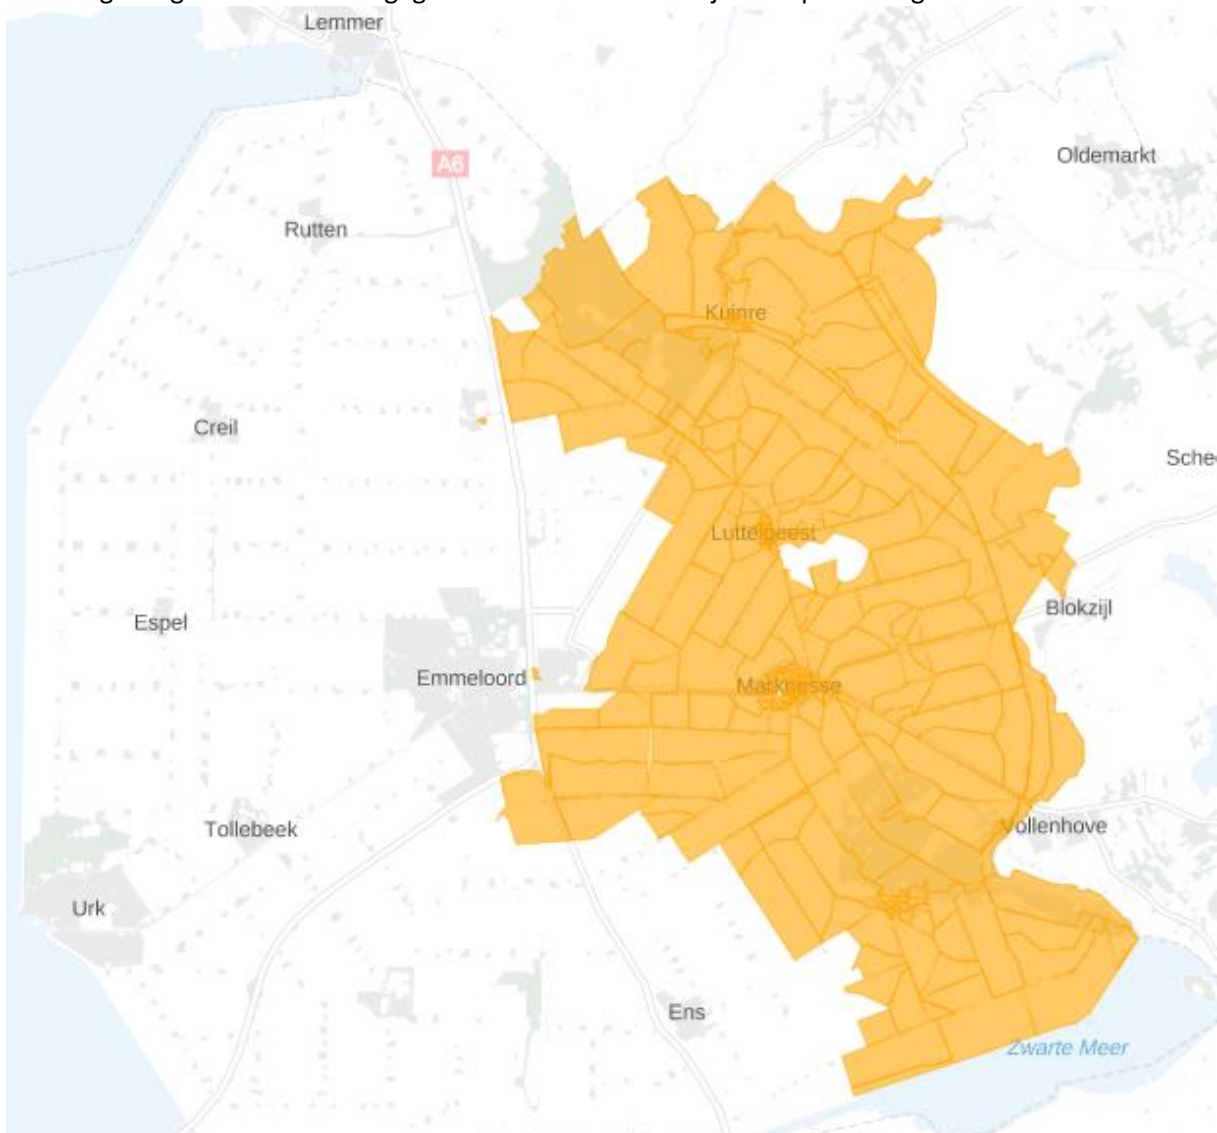 Lemmer
A6
Oldemarkt
Rutten
Kuinre
Creil
Luttelgeest
Blokzijl
Espel
Emmeloord
Marknesse
Tollebeek
Vollenhove
Urk
Ens
Zwarte Meer